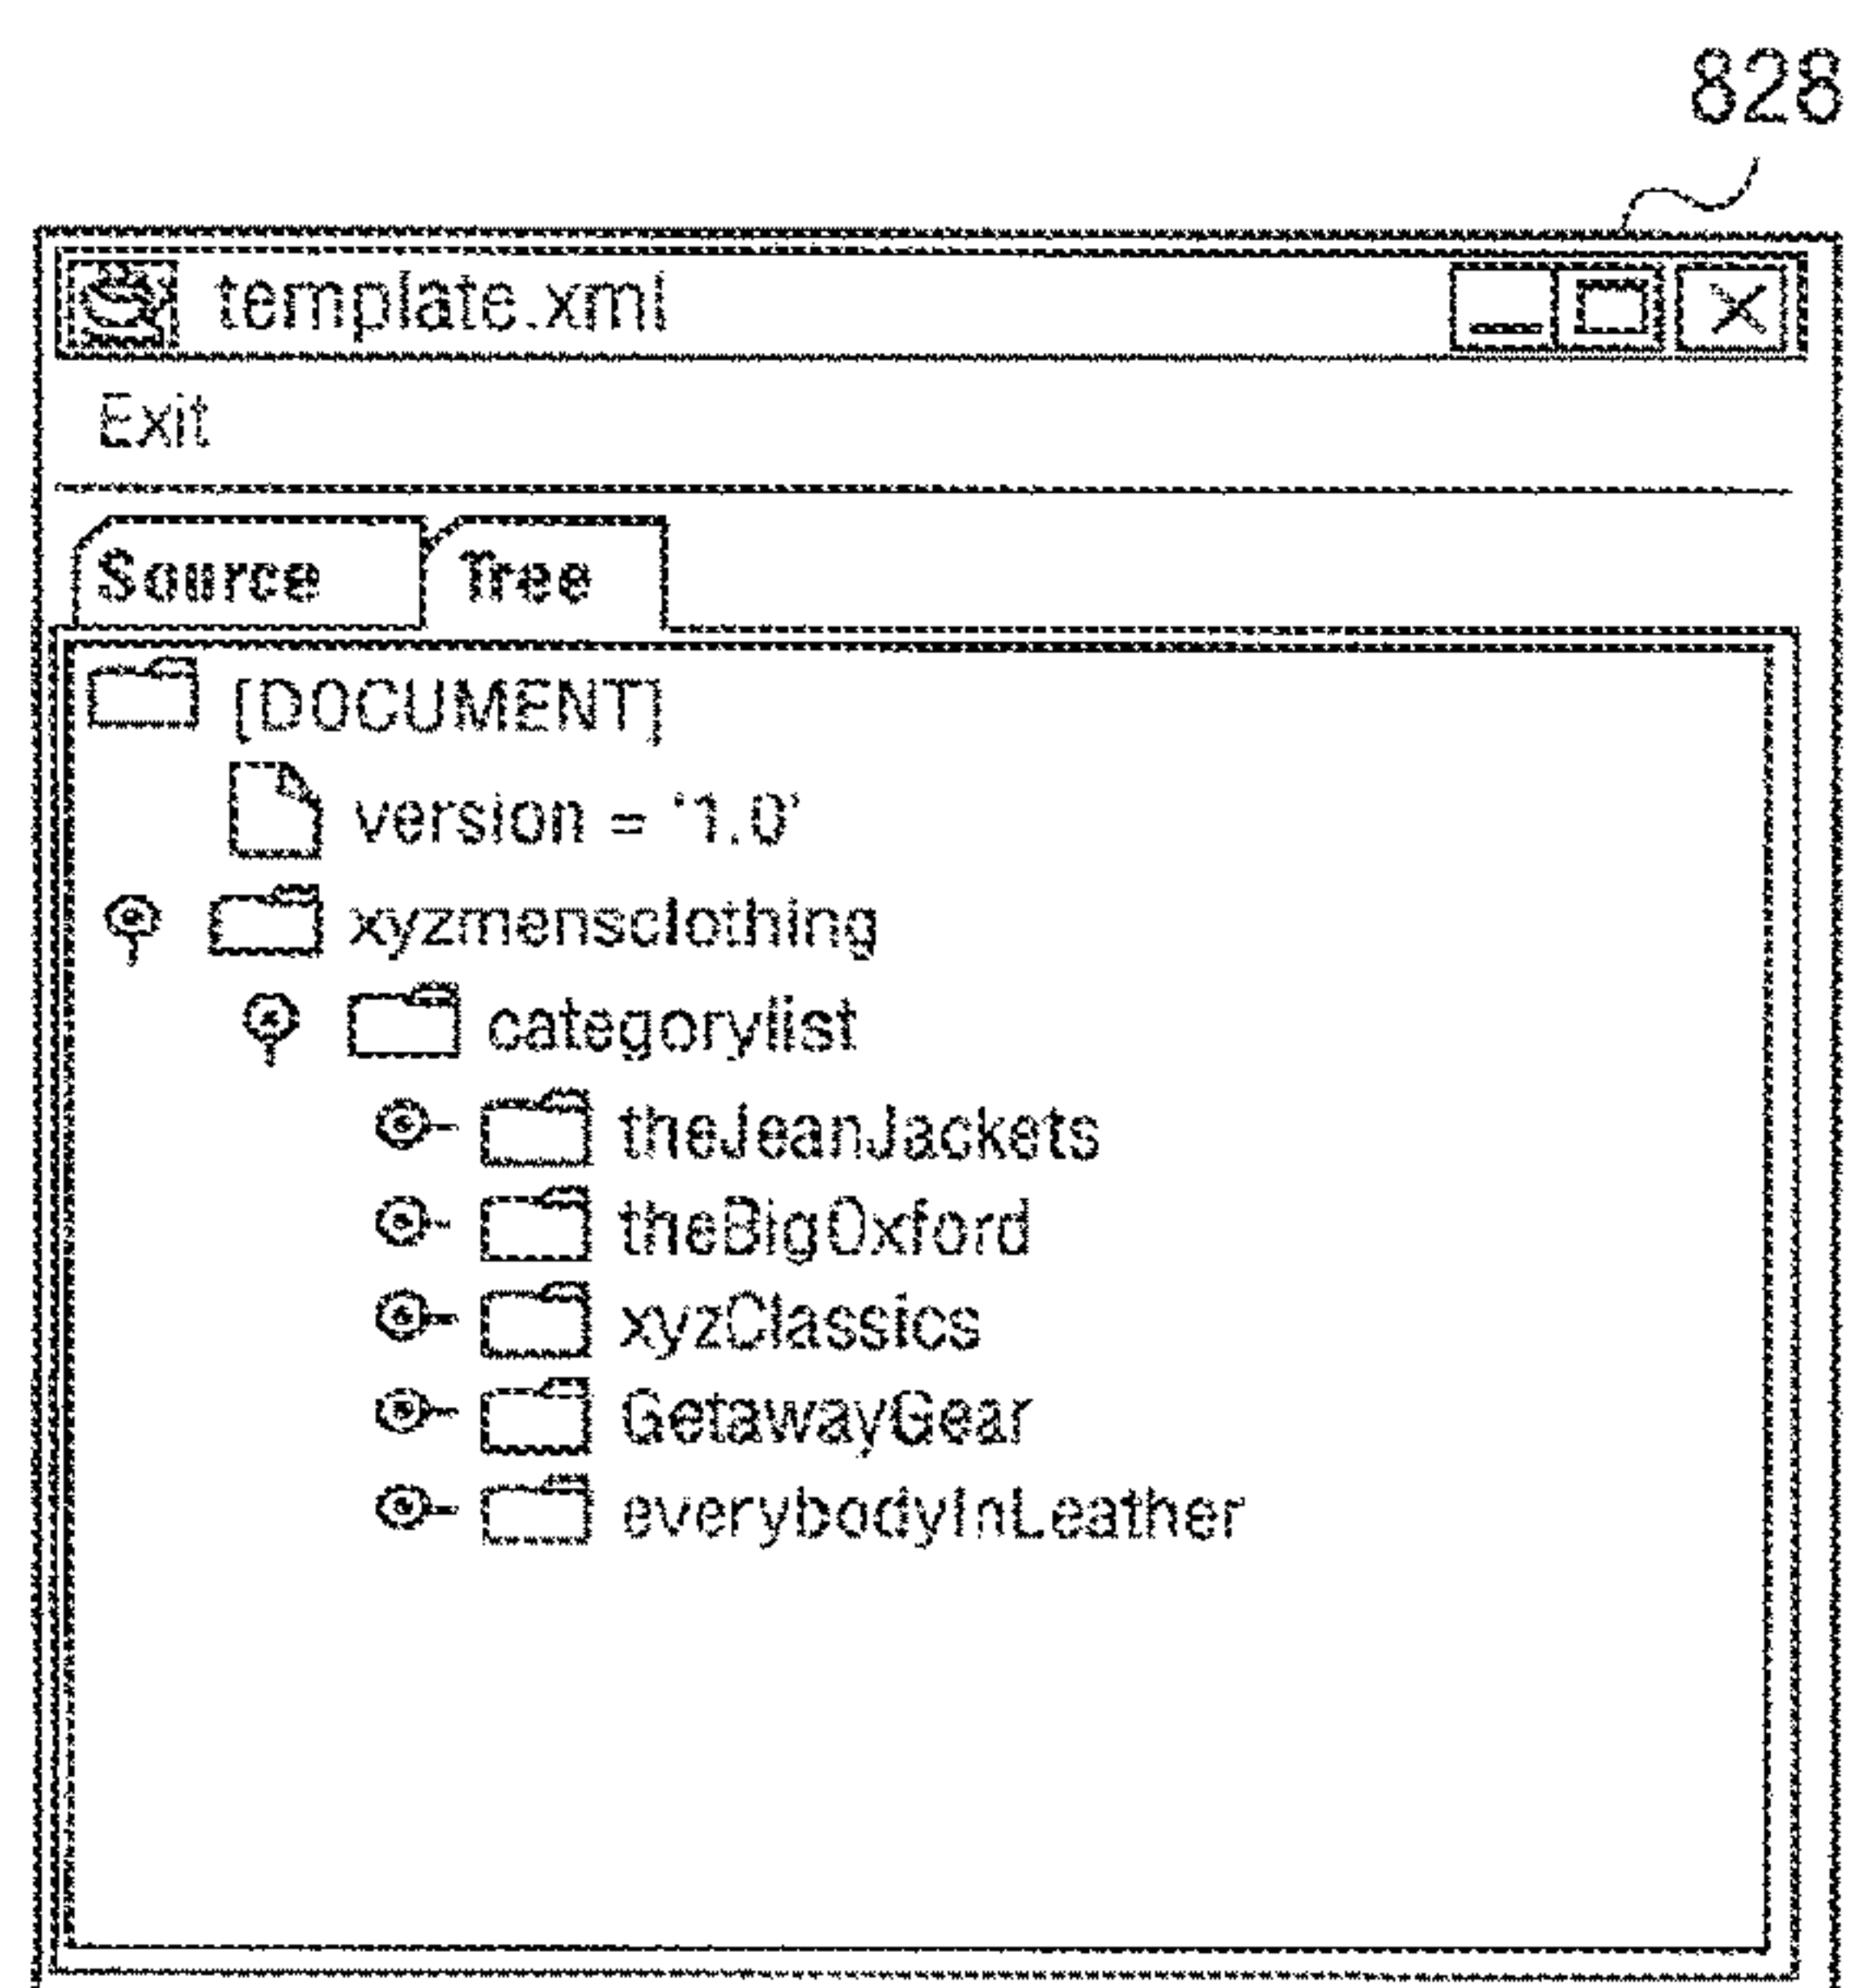 828
template.xml
Exit
Source Tree
[DOCUMENT]
version = '1.0'
xyzmensclothing
categorylist
theJeanJackets
theBigOxford
xyzClassics
GetawayGear
everybodyInLeather